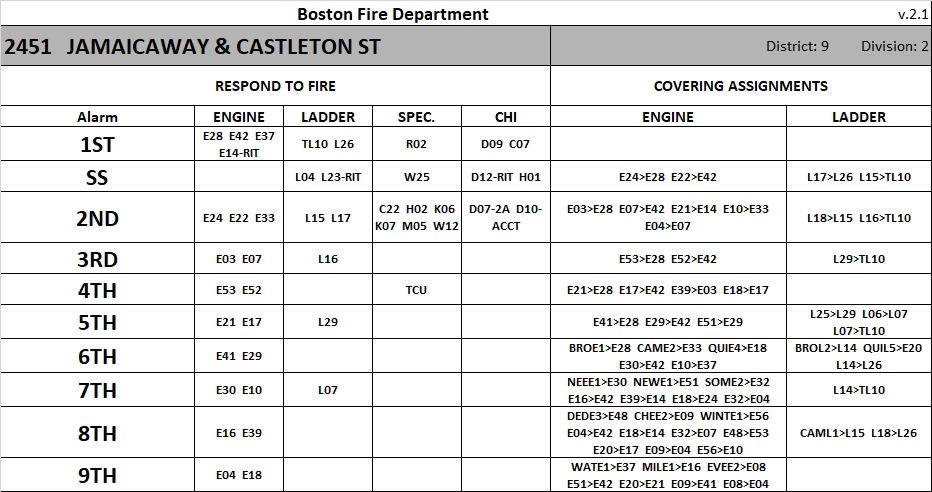 Boston Fire Department v.2.1
2451 JAMAICAWAY & CASTLETON ST District: 9 Division: 2
RESPOND TO FIRE COVERING ASSIGNMENTS
Alarm ENGINE LADDER SPEC. CHI ENGINE LADDER
1ST E28 E42 E37 TL10 L26 R02 D09 C07
E14-RIT
SS L04 L23-RIT W25 D12-RIT H01 E24>E28 E22>E42 L17>L26 L15>TL10
2ND E24 E22 E33 L15 L17 C22 H02 K06 D07-2A D10- E03>E28 E07>E42 E21>E14 E10>E33 L18>L15 L16>TL10
K07 M05 W12 ACCT E04>E07
3RD E03 E07 L16 E53>E28 E52>E42 L29>TL10
4TH E53 E52 TCU E21>E28 E17>E42 E39>E03 E18>E17
5TH E21 E17 L29 E41>E28 E29>E42 E51>E29 L25>L29 L06>L07
L07>TL10
6TH E41 E29 BROE1>E28 CAME2>E33 QUIE4>E18 BROL2>L14 QUIL5>E20
E30>E42 E10>E37 L14>L26
7TH E30 E10 L07 NEEE1>E30 NEWE1>E51 SOME2>E32 L14>TL10
E16>E42 E39>E14 E18>E24 E32>E04
8TH E16 E39 DEDE3>E48 CHEE2>E09 WINTE1>E56 CAML1>L15 L18>L26
E04>E42 E18>E14 E32>E07 E48>E53
E20>E17 E09>E04 E56>E10
9TH E04 E18 WATE1>E37 MILE1>E16 EVEE2>E08
E51>E42 E20>E21 E09>E41 E08>E04